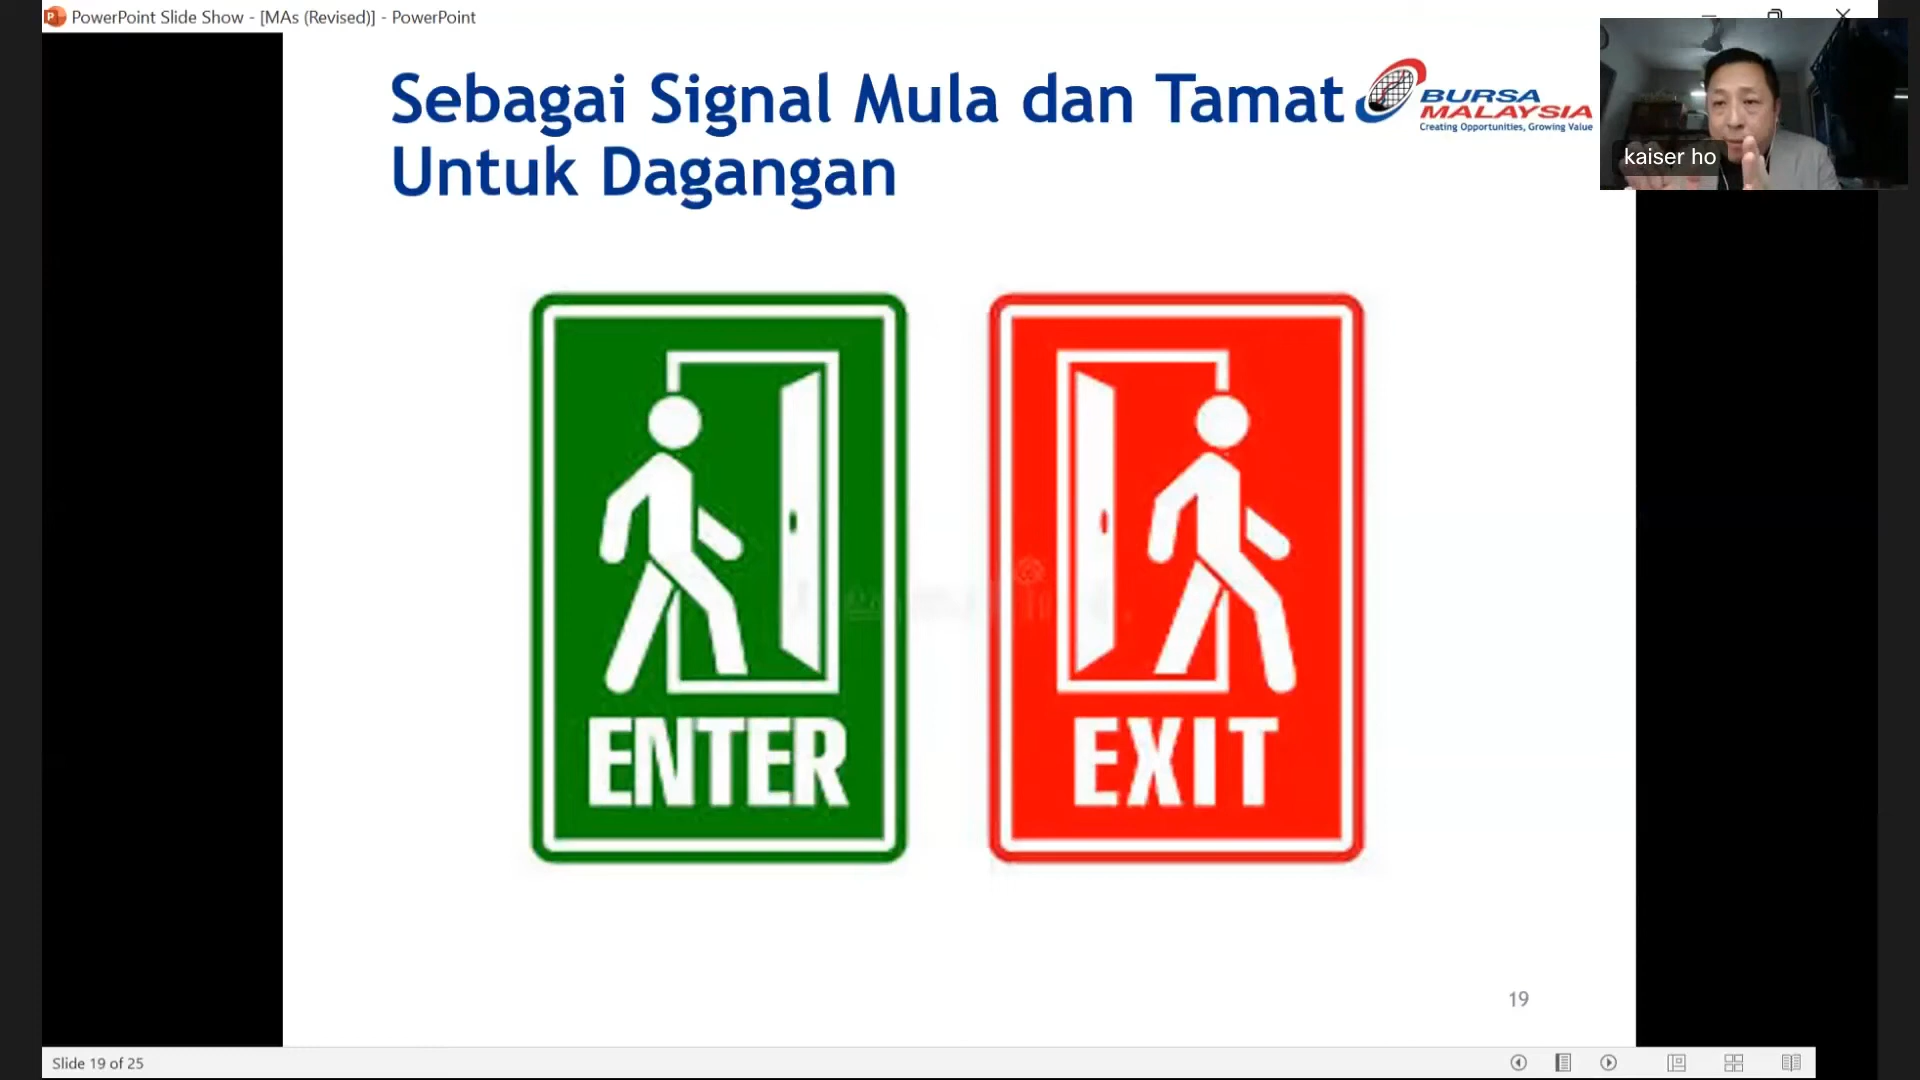 PowerPoint Slide Show - [MAs (Revised)] - PowerPoint
Sebagai Signal Mula dan Tamat
Untuk Dagangan
BURSA
MALAYSIA
Creating Opportunities, Growing Value
kaiser ho
ENTER
EXIT
19
Slide 19 of 25